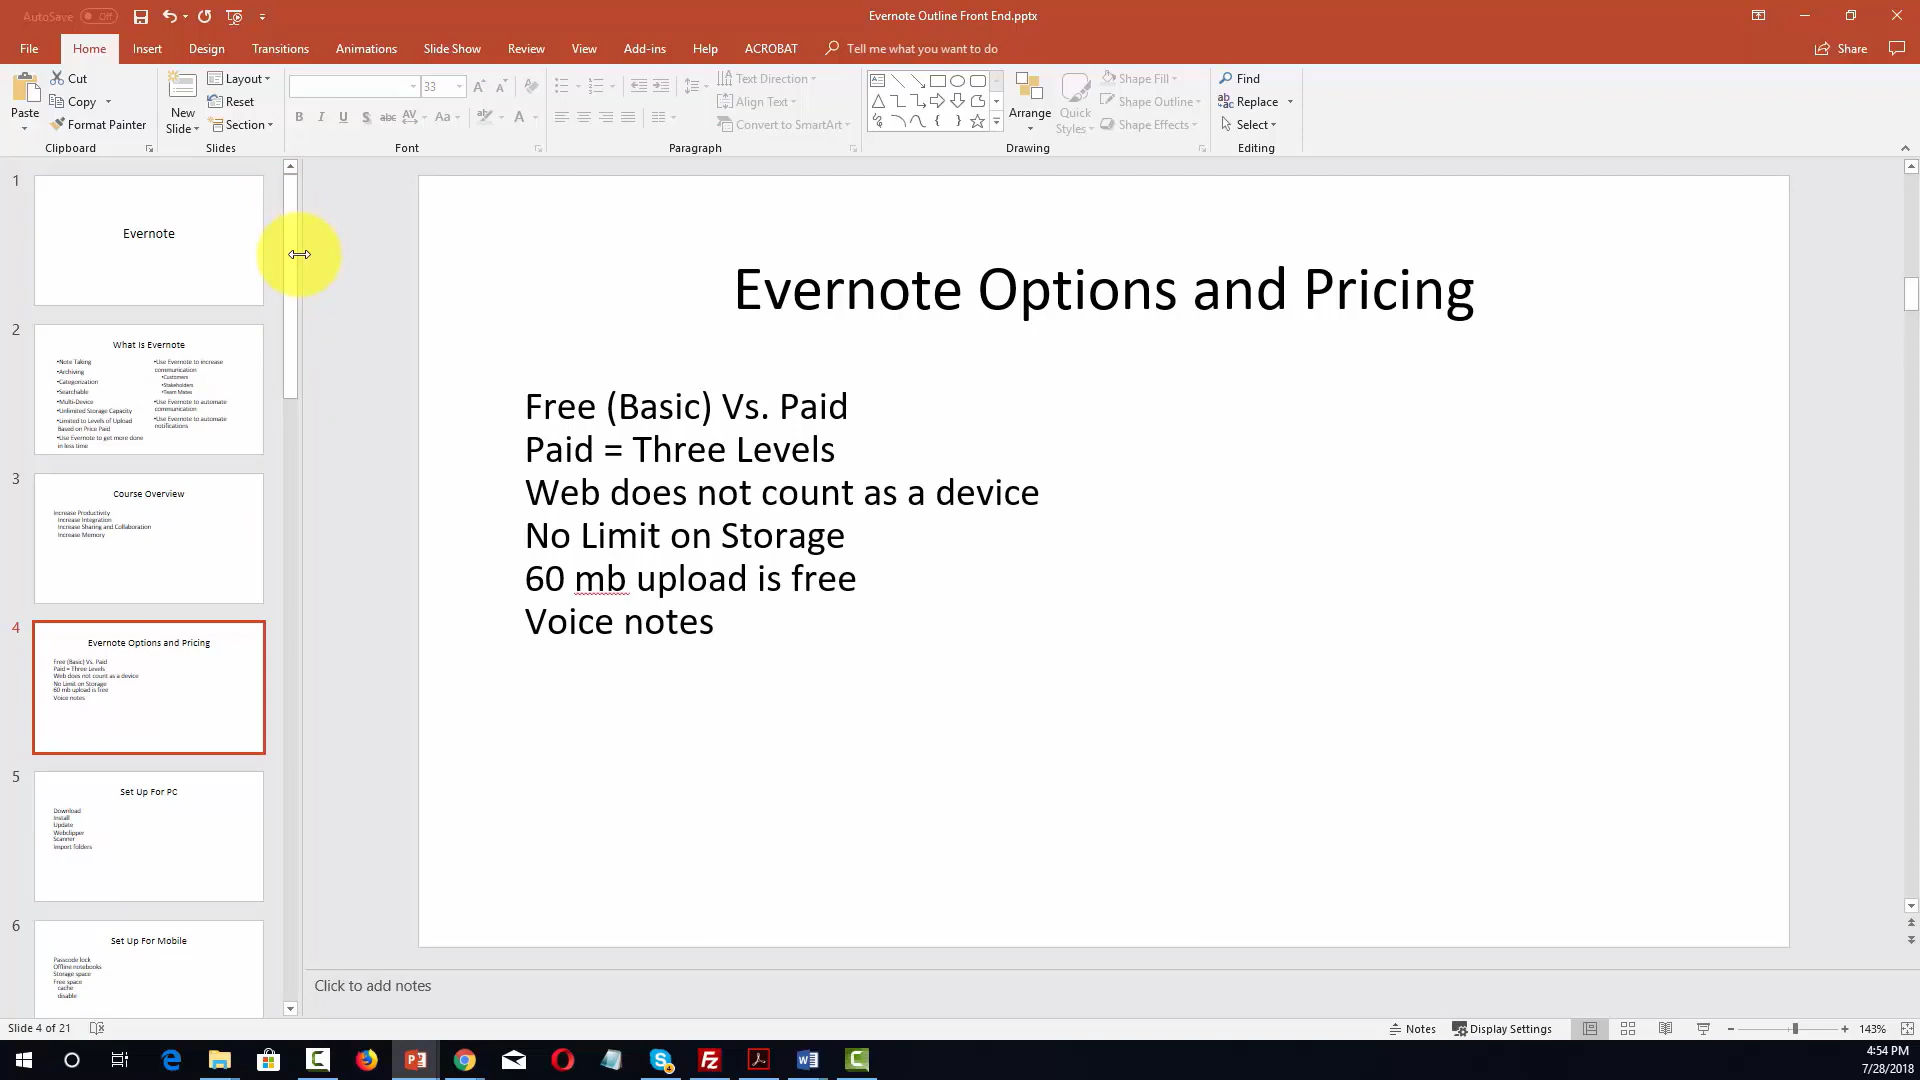 AutoSave Off
Evernote Outline Front End.pptx
File Home Insert Design Transitions Animations Slide Show Review View Add-ins Help ACROBAT Tell me what you want to do Share
Paste
Cut
Copy
Format Painter
Clipboard
New Slide
Layout
Reset
Section
Slides
33
B I U S abc AV Aa A
Font
Text Direction
Align Text
Convert to SmartArt
Paragraph
Arrange
Quick Styles
Shape Fill
Shape Outline
Shape Effects
Drawing
Find
Replace
Select
Editing
1
Evernote
2
What Is Evernote
•Note Taking
•Archiving
•Categorization
•Searchable
•Multi-Device
•Unlimited Storage Capacity
•Limited to Levels of Upload
Based on Price Paid
•Use Evernote to get more done
in less time
•Use Evernote to increase
communication
•Customers
•Stakeholders
•Team Mates
•Use Evernote to automate
communication
•Use Evernote to automate
notifications
3
Course Overview
Increase Productivity
Increase Integration
Increase Sharing and Collaboration
Increase Memory
4
Evernote Options and Pricing
Free (Basic) Vs. Paid
Paid = Three Levels
Web does not count as a device
No Limit on Storage
60 mb upload is free
Voice notes
5
Set Up For PC
Download
Install
Update
Webclipper
Scanner
Import folders
6
Set Up For Mobile
Passcode lock
Offline notebooks
Storage space
Free space
cache
disable
Evernote Options and Pricing
Free (Basic) Vs. Paid
Paid = Three Levels
Web does not count as a device
No Limit on Storage
60 mb upload is free
Voice notes
Click to add notes
Slide 4 of 21
Notes
Display Settings
143%
4:54 PM
7/28/2018